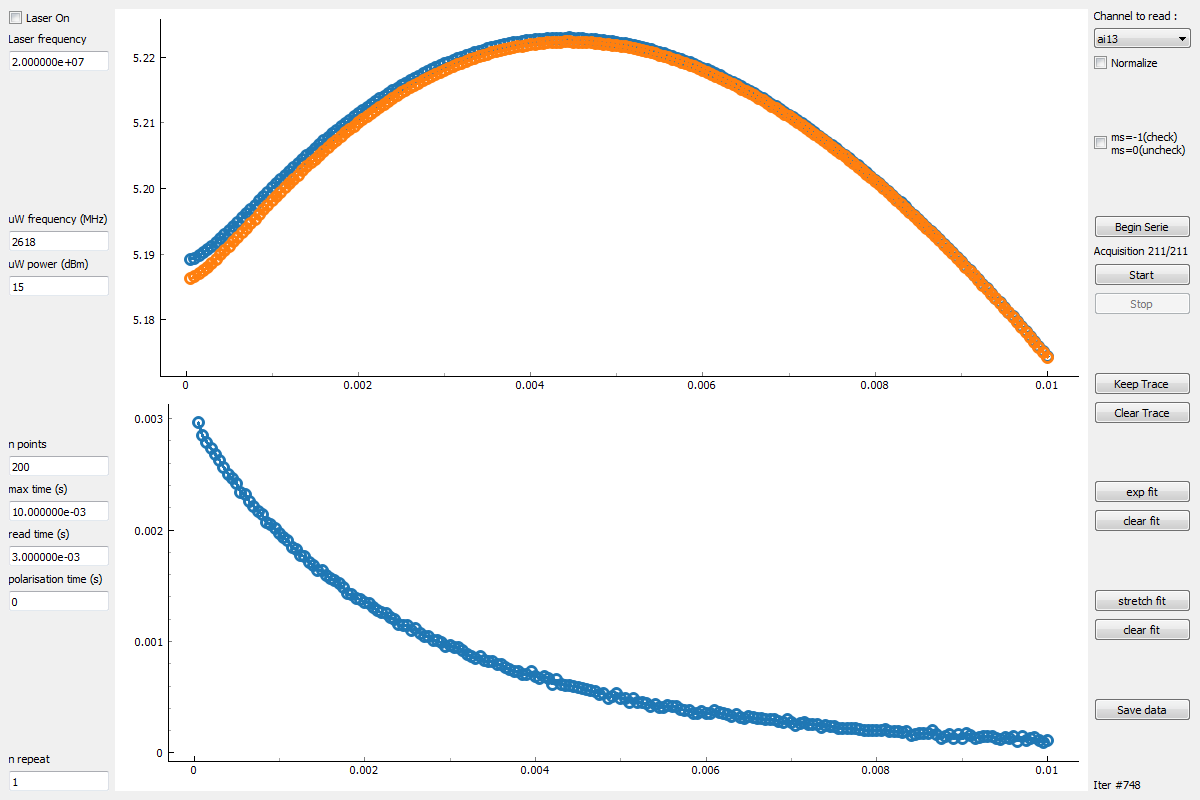 Laser On
Laser frequency
2.000000e+07
uW frequency (MHz)
2618
uW power (dBm)
15
n points
200
max time (s)
10.000000e-03
read time (s)
3.000000e-03
polarisation time (s)
0
n repeat
1
5.22
5.21
5.20
5.19
5.18
0 0.002 0.004 0.006 0.008 0.01
0.003
0.002
0.001
0
0 0.002 0.004 0.006 0.008 0.01
Channel to read :
ai13
Normalize
ms=-1(check)
ms=0(uncheck)
Begin Serie
Acquisition 211/211
Start
Stop
Keep Trace
Clear Trace
exp fit
clear fit
stretch fit
clear fit
Save data
Iter #748